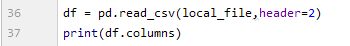 36 df = pd.read_csv(local_file,header=2)
37 print(df.columns)